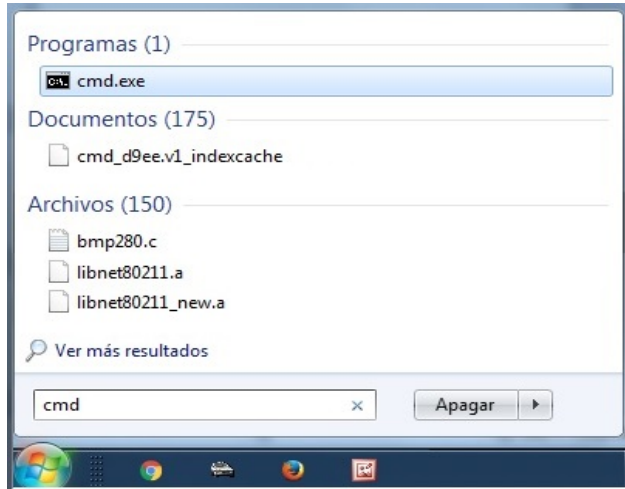 Programas (1)
cmd.exe
Documentos (175)
cmd_d9ee.v1_indexcache
Archivos (150)
bmp280.c
libnet80211.a
libnet80211_new.a
Ver más resultados
cmd
Apagar